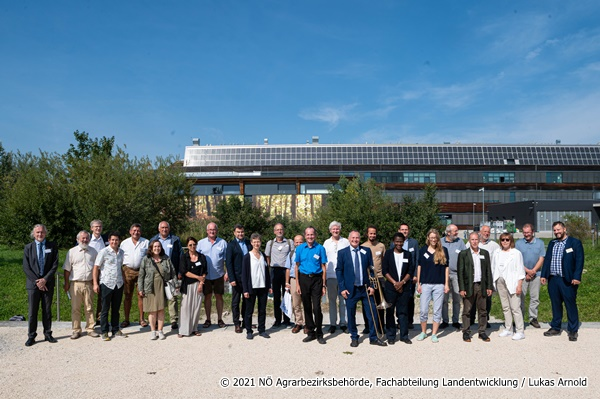 © 2021 NÖ Agrarbezirksbehörde, Fachabteilung Landentwicklung / Lukas Arnold